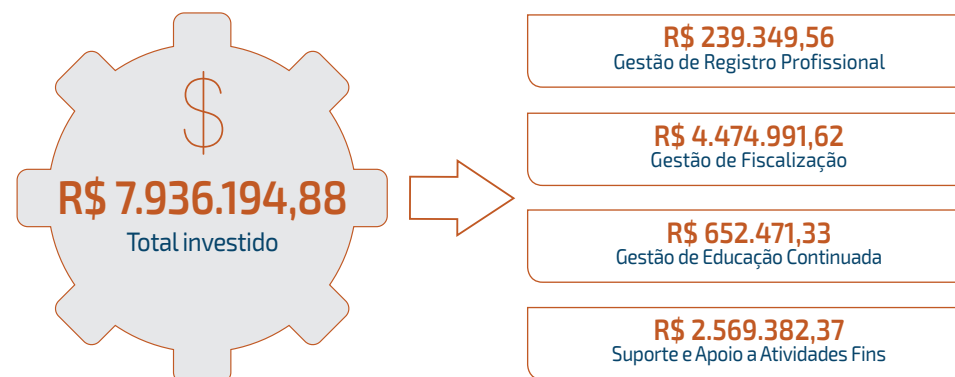 $
R$ 7.936.194,88
Total investido
R$ 239.349,56
Gestão de Registro Profissional
R$ 4.474.991,62
Gestão de Fiscalização
R$ 652.471,33
Gestão de Educação Continuada
R$ 2.569.382,37
Suporte e Apoio a Atividades Fins